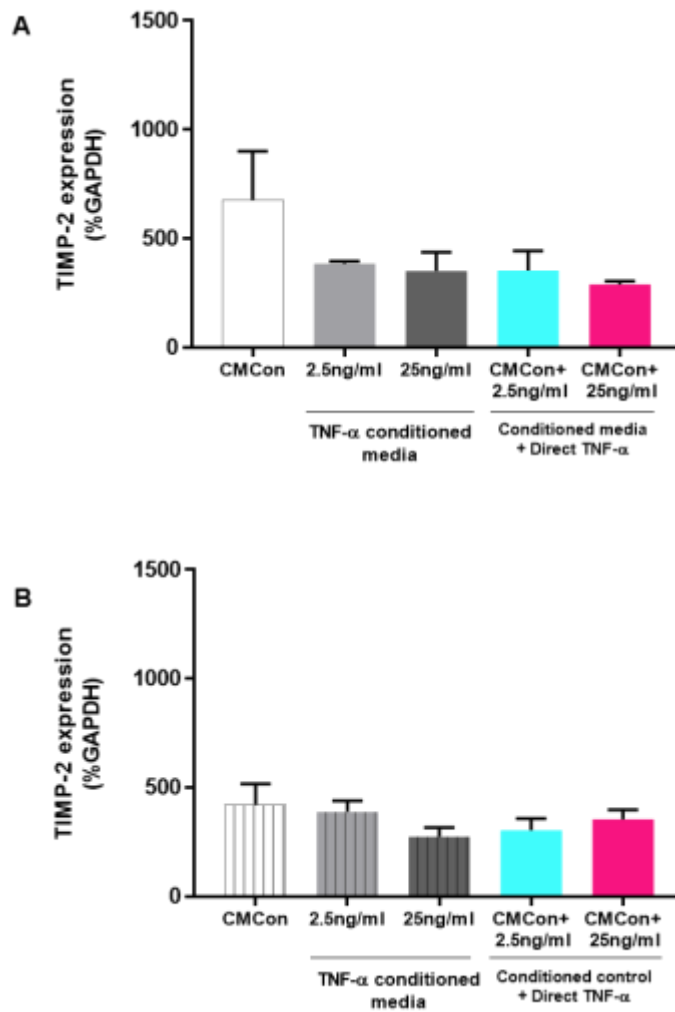 A
TIMP-2 expression
(%GAPDH)
1500
1000
500
0
CMCon
2.5ng/ml
25ng/ml
CMCon+
2.5ng/ml
CMCon+
25ng/ml
TNF-α conditioned
media
Conditioned media
+ Direct TNF-α
B
TIMP-2 expression
(%GAPDH)
1500
1000
500
0
CMCon
2.5ng/ml
25ng/ml
CMCon+
2.5ng/ml
CMCon+
25ng/ml
TNF-α conditioned
media
Conditioned control
+ Direct TNF-α